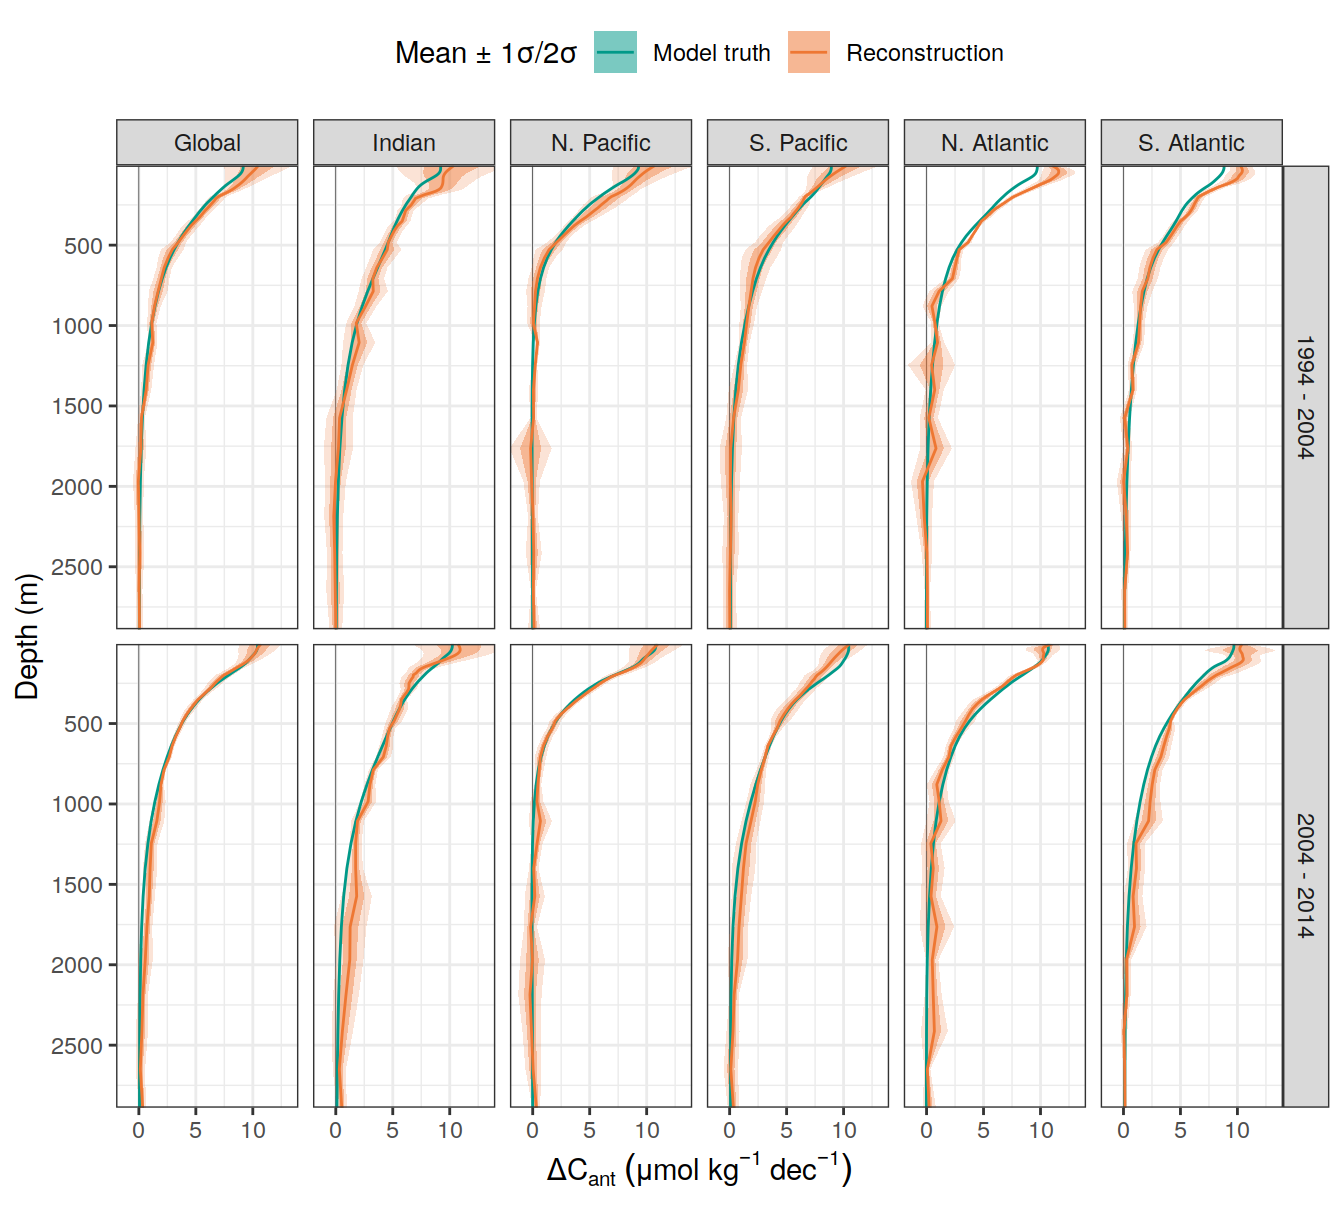 Mean ± 1σ/2σ Model truth Reconstruction
Global Indian N. Pacific S. Pacific N. Atlantic S. Atlantic
500
1000
1500
2000
2500
1994 - 2004
Depth (m)
500
1000
1500
2000
2500
2004 - 2014
0 5 10 0 5 10 0 5 10 0 5 10 0 5 10 0 5 10
ΔCant (μmol kg⁻¹ dec⁻¹)